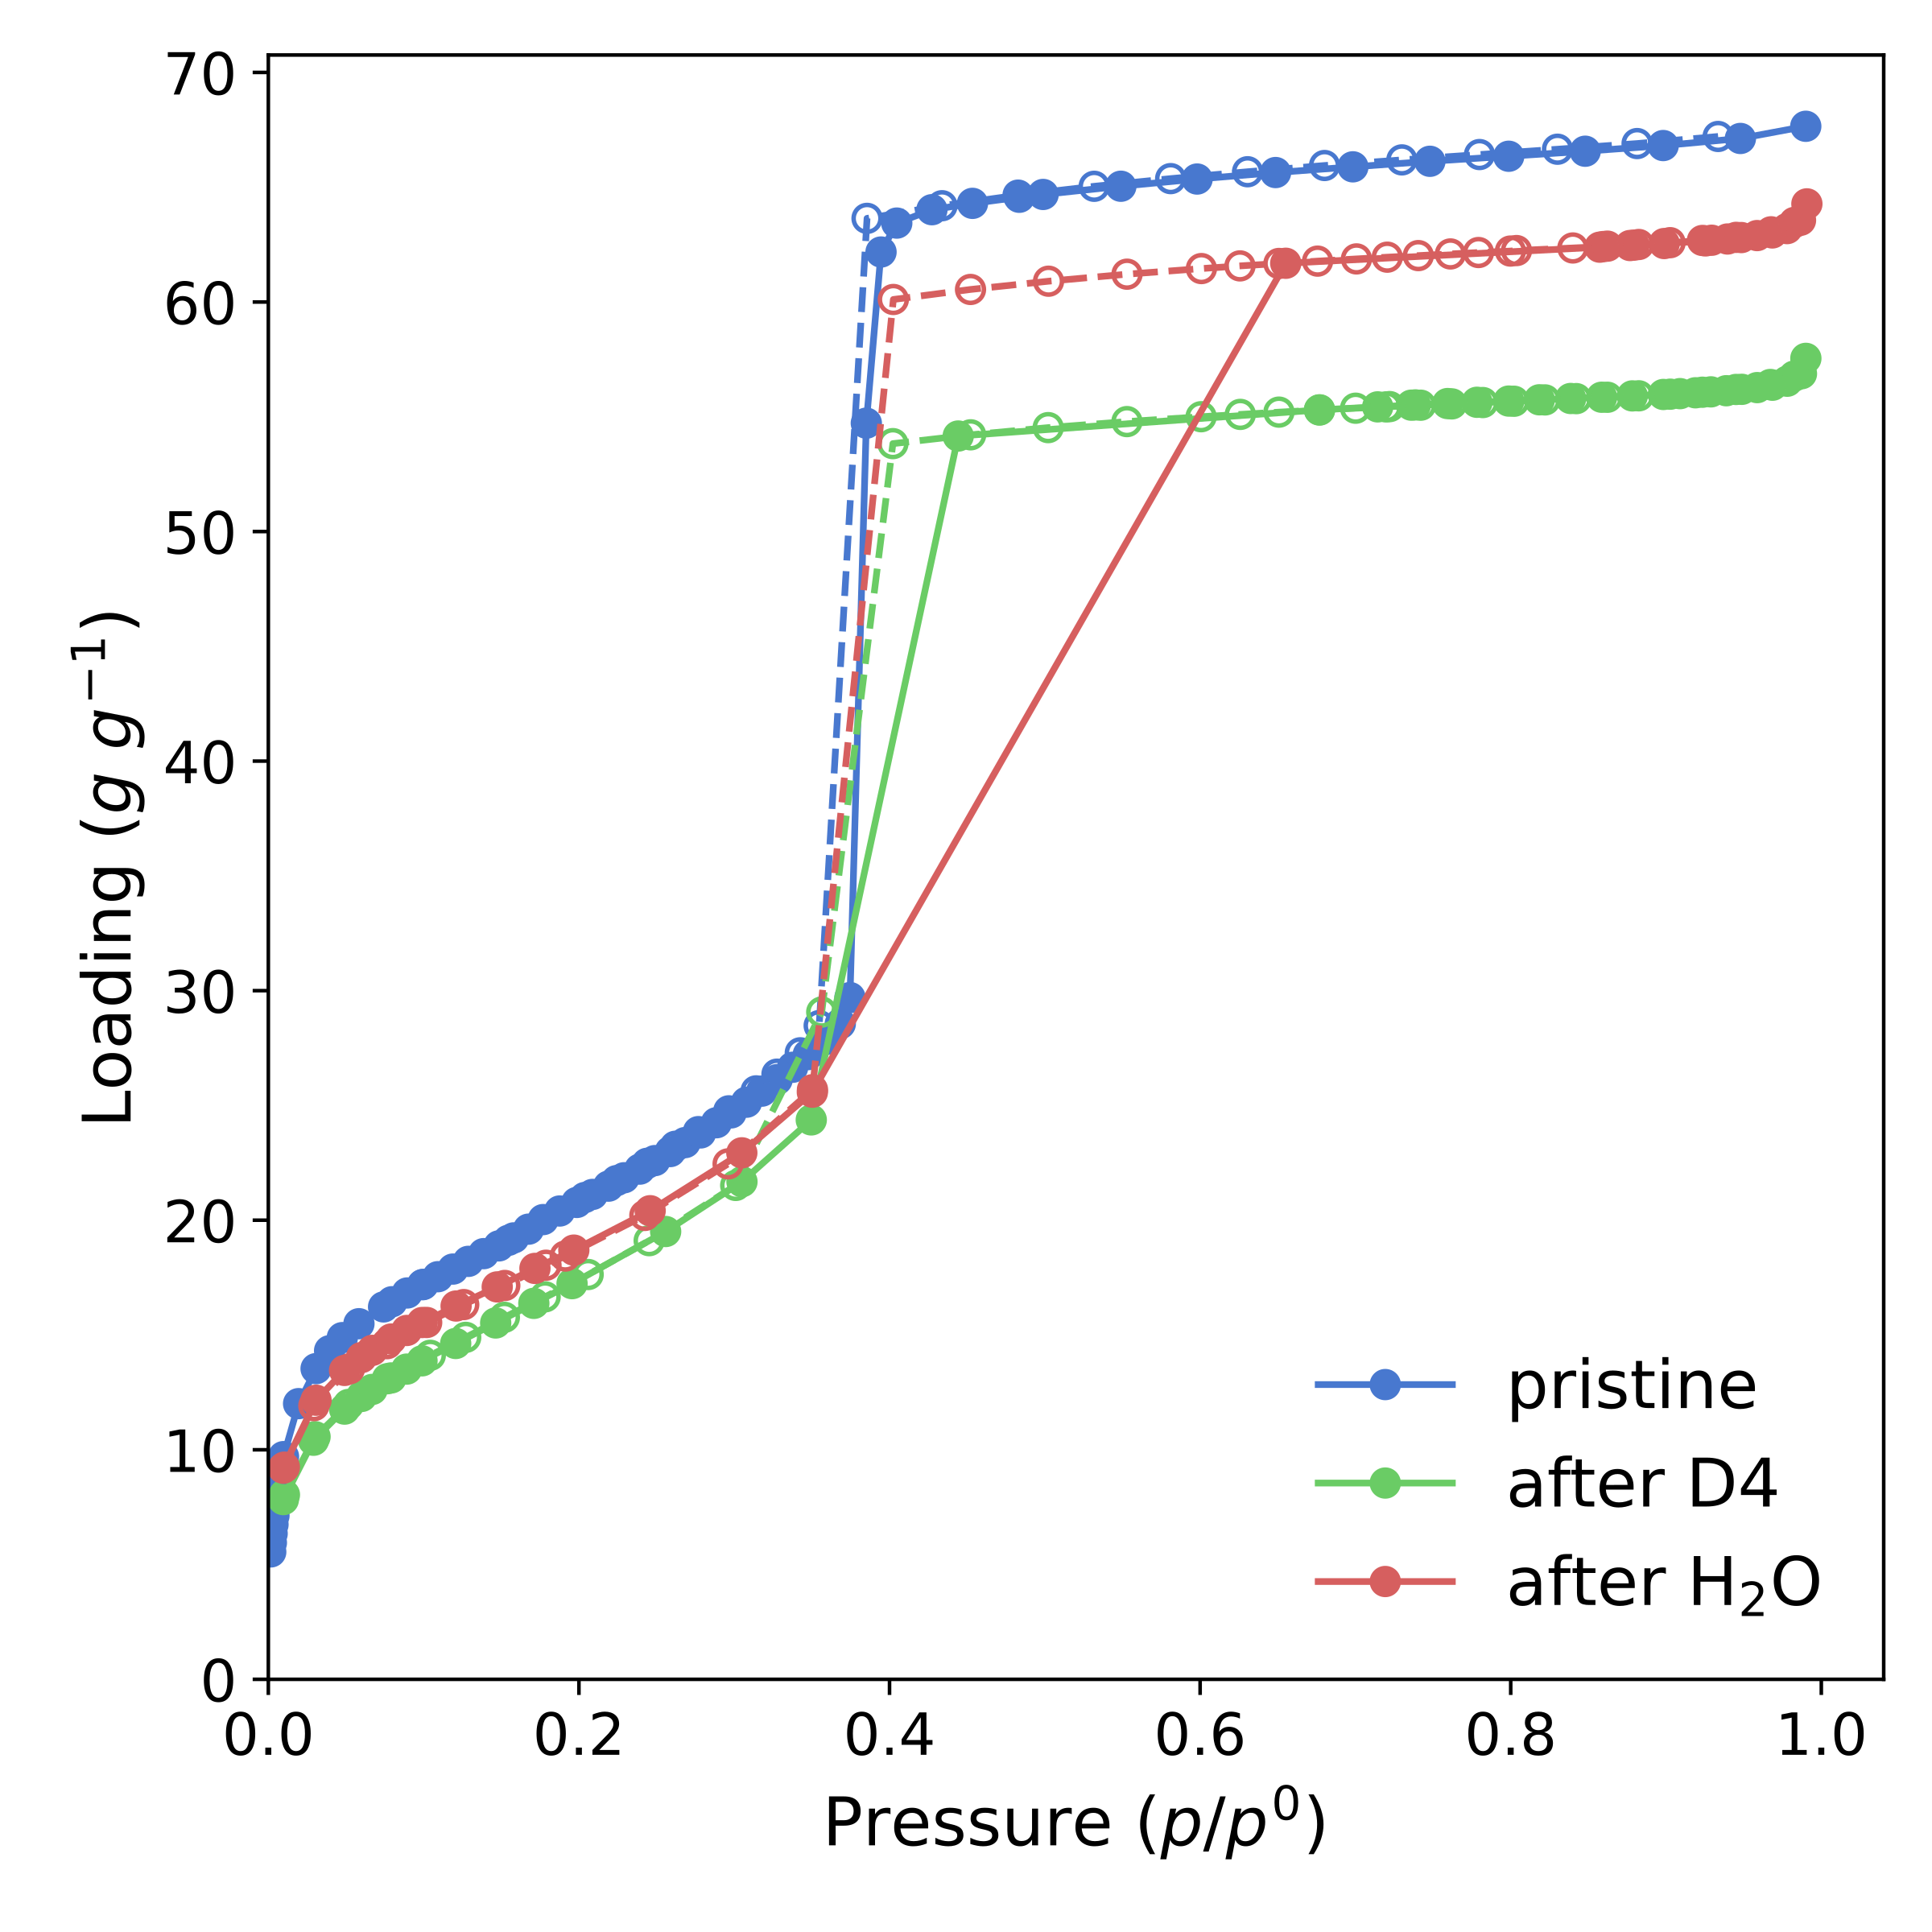 70
60
50
40
30
20
10
0
Loading (g g⁻¹)
0.0 0.2 0.4 0.6 0.8 1.0
Pressure (p/p⁰)
pristine
after D4
after H₂O